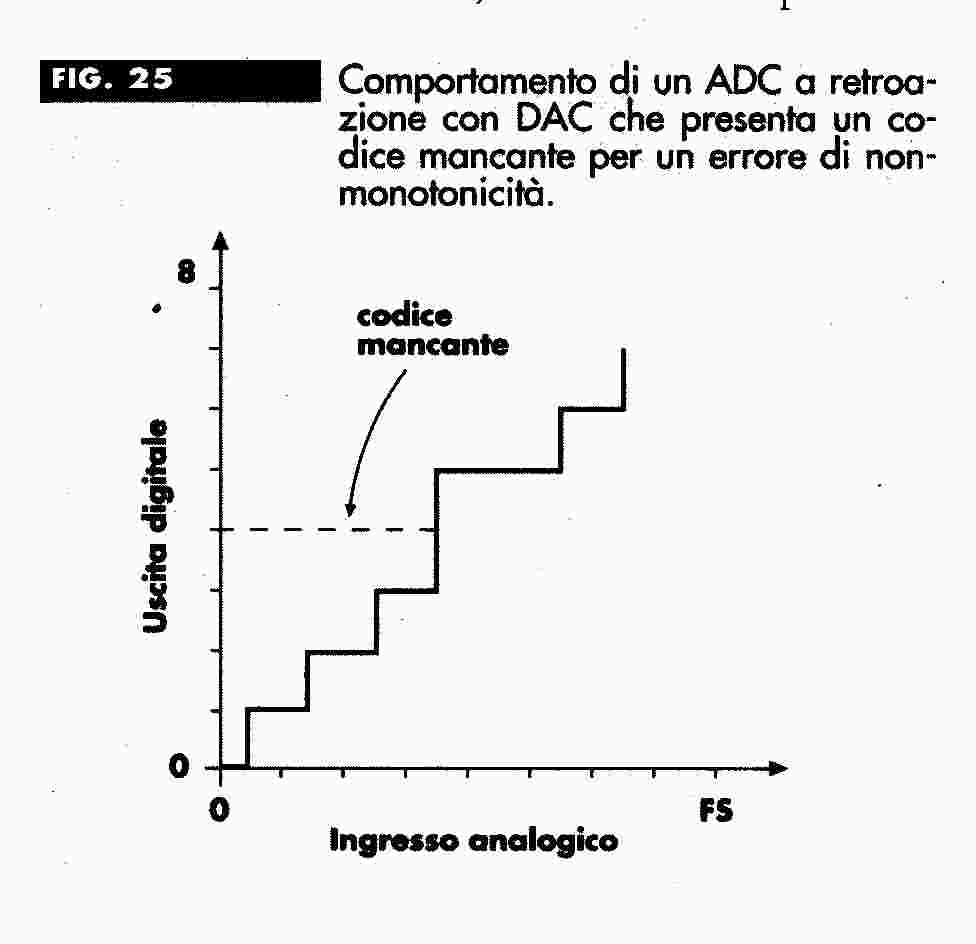 FIG. 25
Comportamento di un ADC a retroa-
zione con DAC che presenta un co-
dice mancante per un errore di non-
monotonicità.
8
codice
mancante
Uscita digitale
0
0
FS
Ingresso analogico